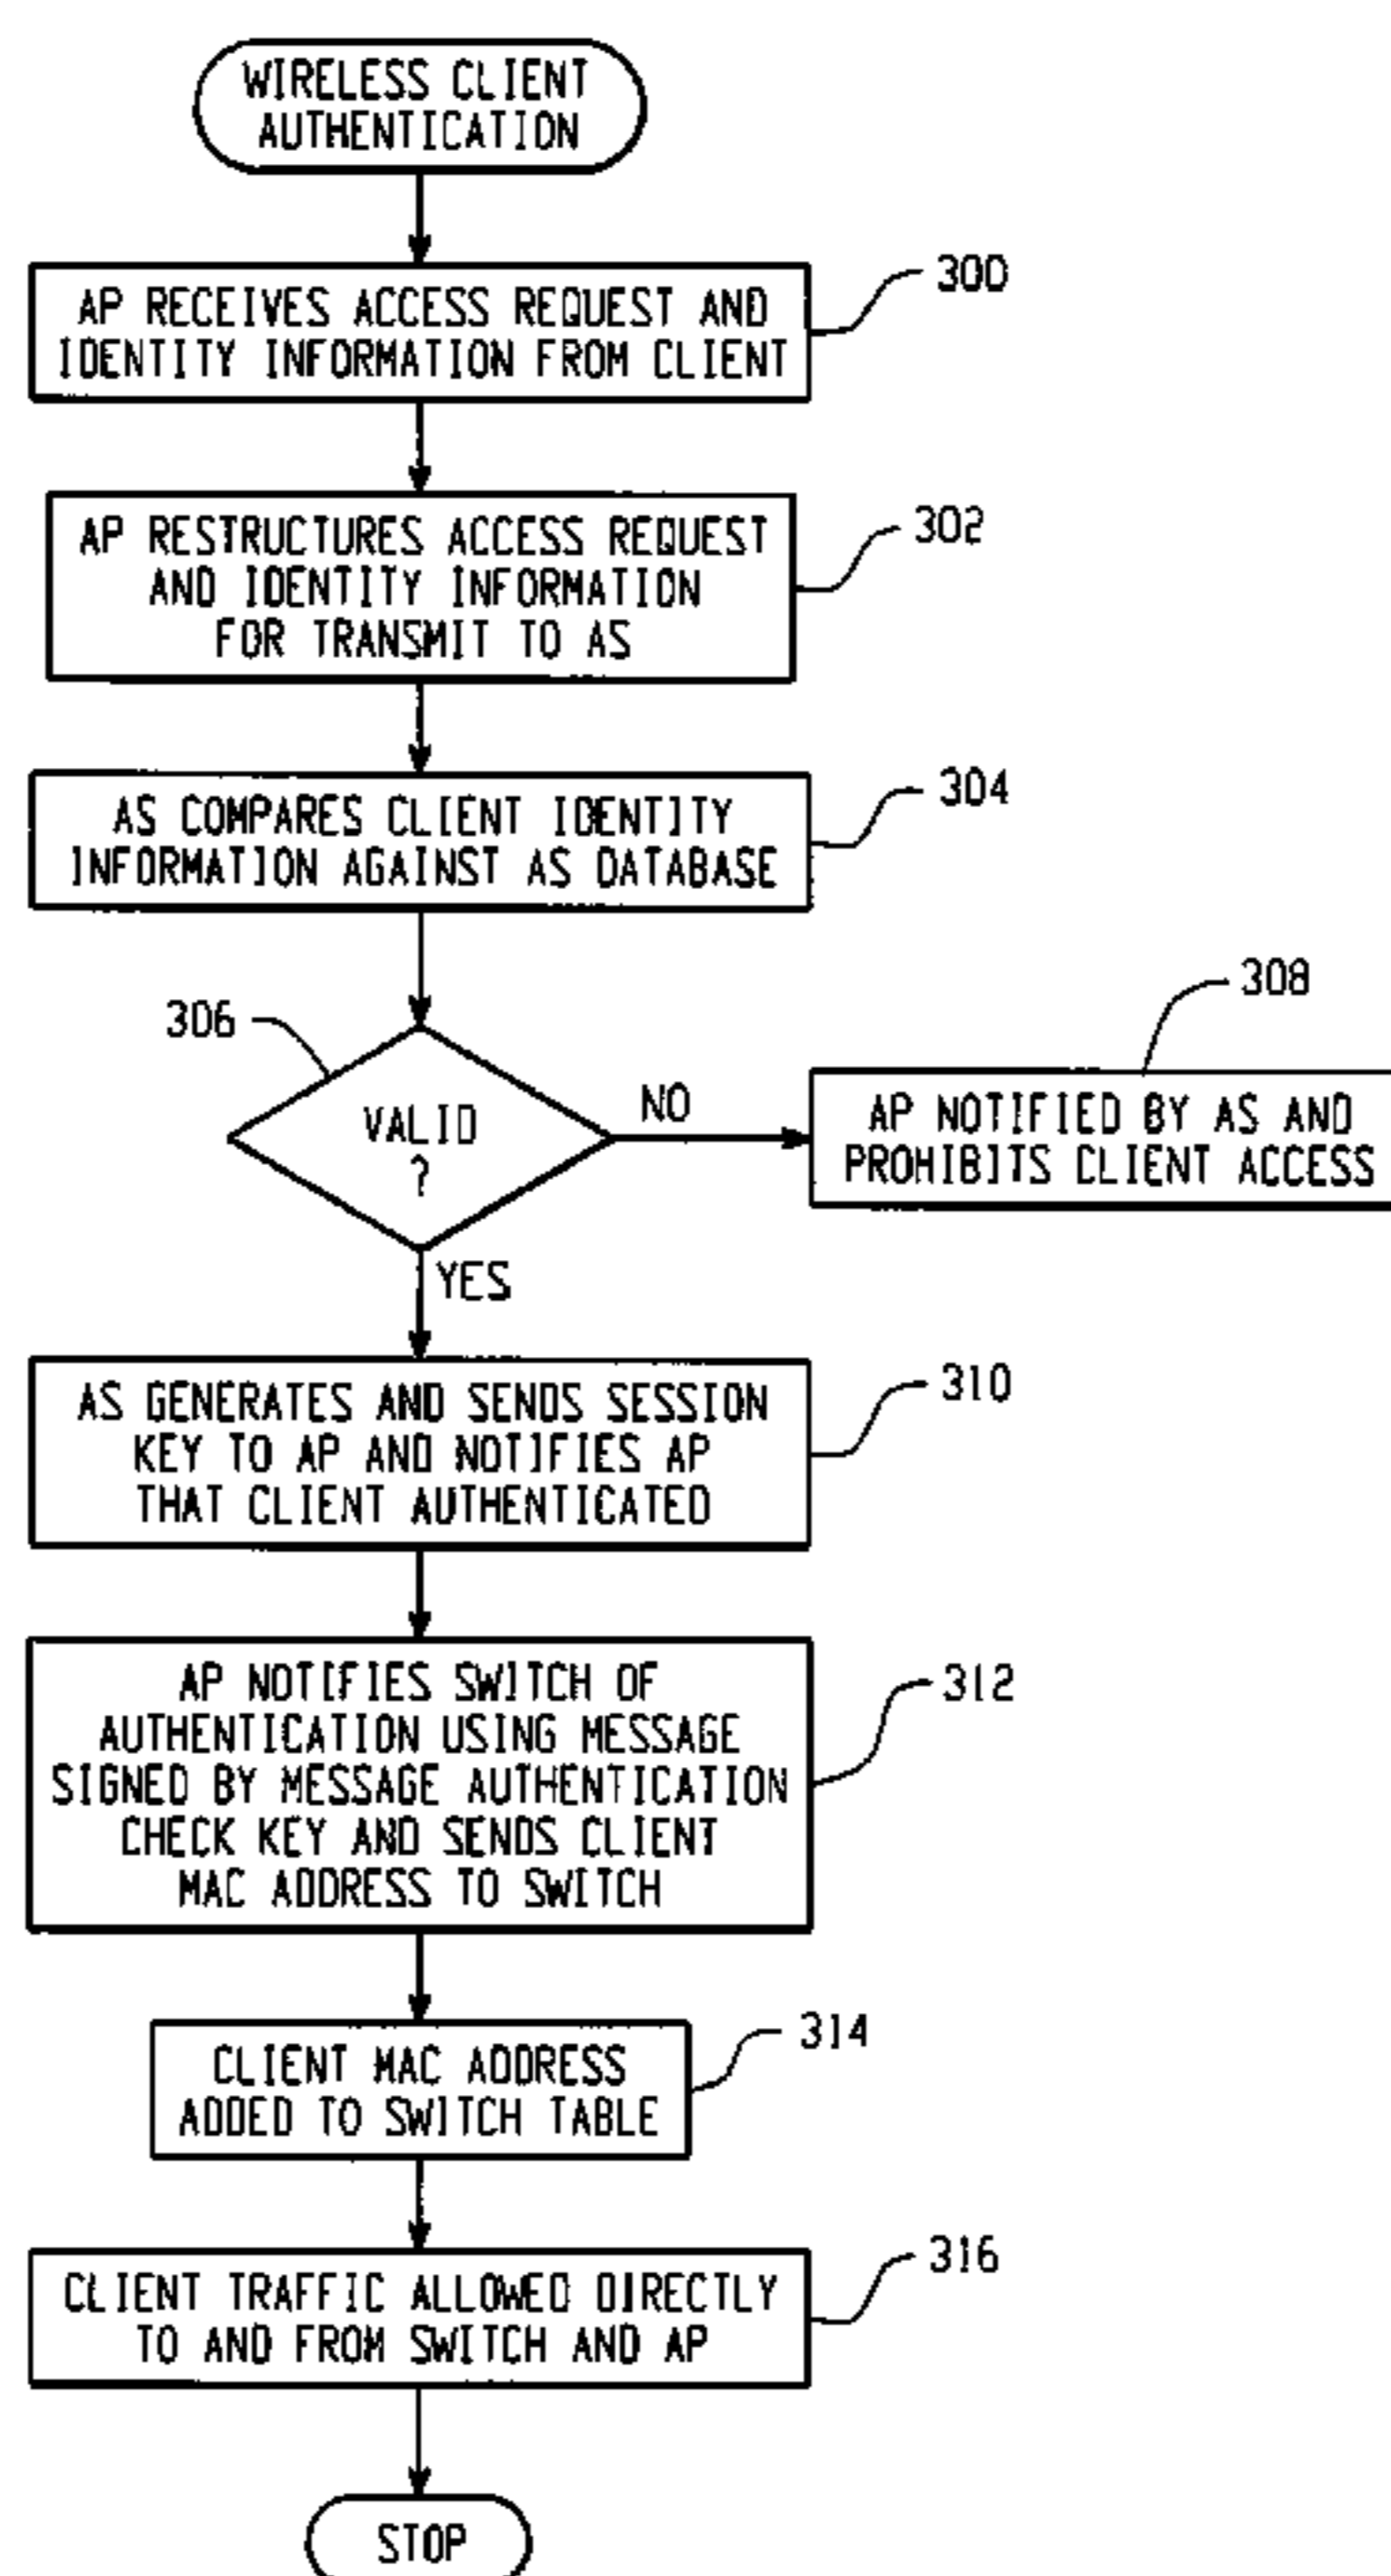 WIRELESS CLIENT
AUTHENTICATION
300
AP RECEIVES ACCESS REQUEST AND
IDENTITY INFORMATION FROM CLIENT
302
AP RESTRUCTURES ACCESS REQUEST
AND IDENTITY INFORMATION
FOR TRANSMIT TO AS
304
AS COMPARES CLIENT IDENTITY
INFORMATION AGAINST AS DATABASE
306
VALID
?
NO
308
AP NOTIFIED BY AS AND
PROHIBITS CLIENT ACCESS
YES
310
AS GENERATES AND SENDS SESSION
KEY TO AP AND NOTIFIES AP
THAT CLIENT AUTHENTICATED
312
AP NOTIFIES SWITCH OF
AUTHENTICATION USING MESSAGE
SIGNED BY MESSAGE AUTHENTICATION
CHECK KEY AND SENDS CLIENT
MAC ADDRESS TO SWITCH
314
CLIENT MAC ADDRESS
ADDED TO SWITCH TABLE
316
CLIENT TRAFFIC ALLOWED DIRECTLY
TO AND FROM SWITCH AND AP
STOP